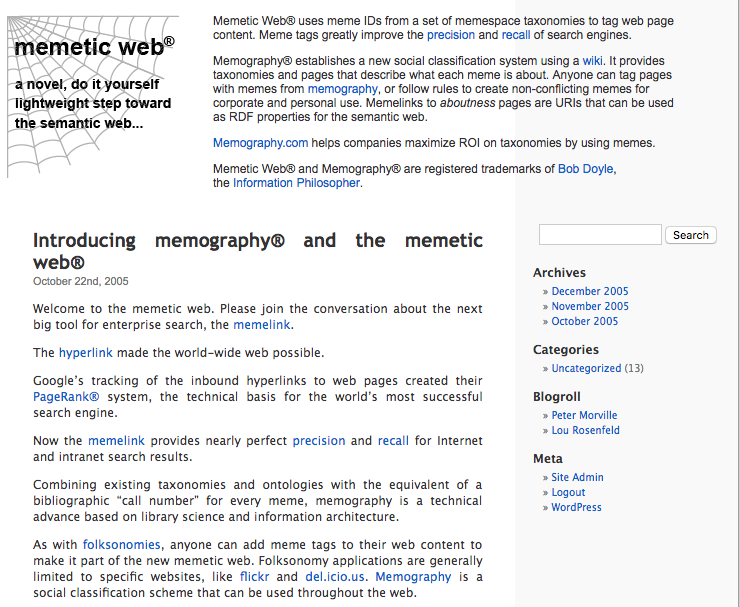 memetic web®
a novel, do it yourself
lightweight step toward
the semantic web...
Memetic Web® uses meme IDs from a set of memespace taxonomies to tag web page
content. Meme tags greatly improve the precision and recall of search engines.
Memography® establishes a new social classification system using a wiki. It provides
taxonomies and pages that describe what each meme is about. Anyone can tag pages
with memes from memography, or follow rules to create non-conflicting memes for
corporate and personal use. Memelinks to aboutness pages are URIs that can be used
as RDF properties for the semantic web.
Memography.com helps companies maximize ROI on taxonomies by using memes.
Memetic Web® and Memography® are registered trademarks of Bob Doyle,
the Information Philosopher.
Introducing memography® and the memetic
web®
October 22nd, 2005
Welcome to the memetic web. Please join the conversation about the next
big tool for enterprise search, the memelink.
The hyperlink made the world-wide web possible.
Google's tracking of the inbound hyperlinks to web pages created their
PageRank® system, the technical basis for the world's most successful
search engine.
Now the memelink provides nearly perfect precision and recall for Internet
and intranet search results.
Combining existing taxonomies and ontologies with the equivalent of a
bibliographic “call number” for every meme, memography is a technical
advance based on library science and information architecture.
As with folksonomies, anyone can add meme tags to their web content to
make it part of the new memetic web. Folksonomy applications are generally
limited to specific websites, like flickr and del.icio.us. Memography is a
social classification scheme that can be used throughout the web.
Search
Archives
» December 2005
» November 2005
» October 2005
Categories
» Uncategorized (13)
Blogroll
» Peter Morville
» Lou Rosenfeld
Meta
» Site Admin
» Logout
» WordPress